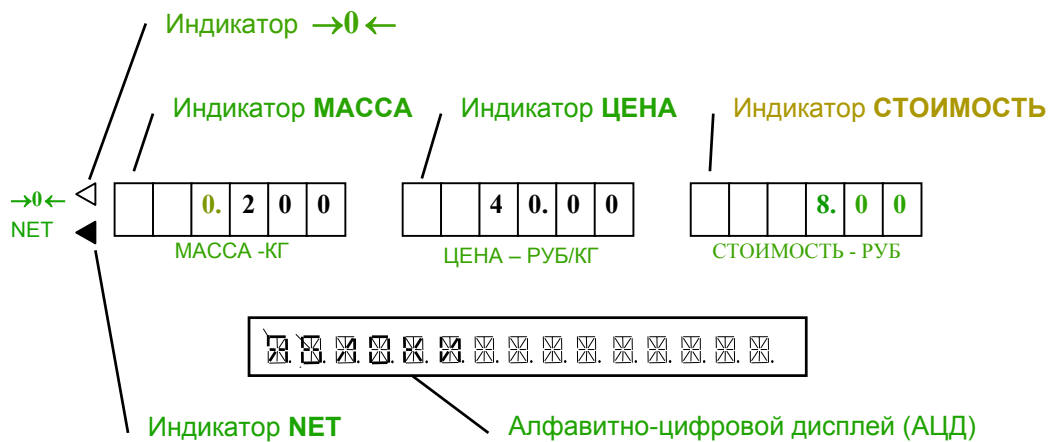 Индикатор →0←
Индикатор МАССА Индикатор ЦЕНА Индикатор СТОИМОСТЬ
→0← 0. 2 0 0 4 0. 0 0 8. 0 0
NET
МАССА -КГ ЦЕНА – РУБ/КГ СТОИМОСТЬ - РУБ
Индикатор NET Алфавитно-цифровой дисплей (АЦД)